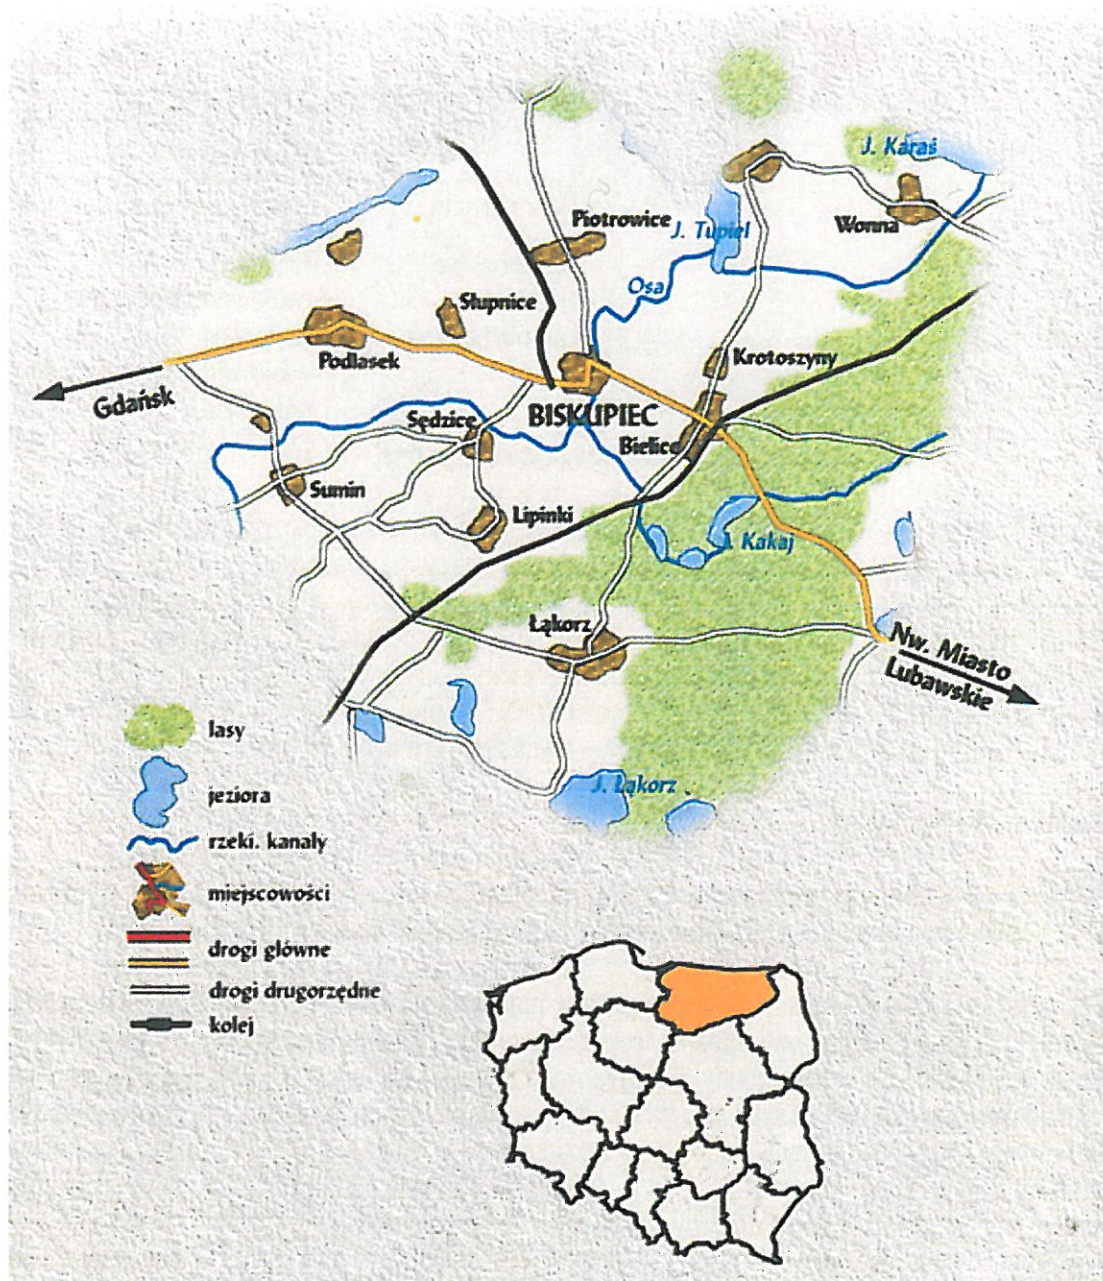 J. Karaś
Piotrowice
J. Tupiel
Wonna
Osa
Słupnice
Podlasek
Krotoszyny
Gdańsk
BISKUPIEC
Sędzice
Bielice
Sumin
Lipinki
J. Kakaj
Łąkorz
Nw. Miasto
Lubawskie
J. Łąkorz
lasy
jeziora
rzeki. kanały
miejscowości
drogi główne
drogi drugorzędne
kolej